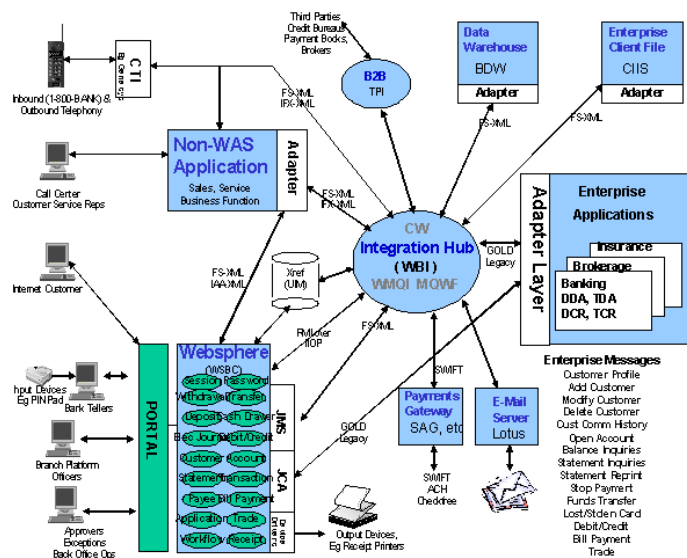 Third Parties
Credit Bureaus
Payment Books,
Brokers
B2B
TPI
Data
Warehouse
BDW
Adapter
Enterprise
Client File
CIIS
Adapter
CTI
Inbound (1-800-BANK) &
Outbound Telephony
FS-XML
IFX-XML
FS-XML
FS-XML
Non-WAS
Application
Sales, Service
Business Function
Adapter
FS-XML
IFX-XML
Call Center
Customer Service Reps
CW
Integration Hub
(WBI)
WMQI MQWF
GOLD
Legacy
Adapter Layer
Enterprise
Applications
Insurance
Brokerage
Banking
DDA, TDA
DCR, TCR
FS-XML
IAA-XML
Xref
(UIM)
Internet Customer
RMI over
IIOP
FS-XML
Websphere
(WSBC)
Session
Password
Withdrawal
Transfer
Deposit
Cash Drawer
Elec Journal
Debit/Credit
Customer
Account
Statement
Transaction
Payee
Bill Payment
Application
Trade
Workflow
Receipt
JMS
JCA
Device
Drivers
PORTAL
Input Devices
Eg PIN Pad
Bank Tellers
Branch Platform
Officers
Approvers
Exceptions
Back Office Ops
GOLD
Legacy
SWIFT
Payments
Gateway
SAG, etc
SWIFT
ACH
Checkfree
E-Mail
Server
Lotus
Output Devices,
Eg Receipt Printers
Enterprise Messages
Customer Profile
Add Customer
Modify Customer
Delete Customer
Cust Comm History
Open Account
Balance Inquiries
Statement Inquiries
Statement Reprint
Stop Payment
Funds Transfer
Lost/Stolen Card
Debit/Credit
Bill Payment
Trade